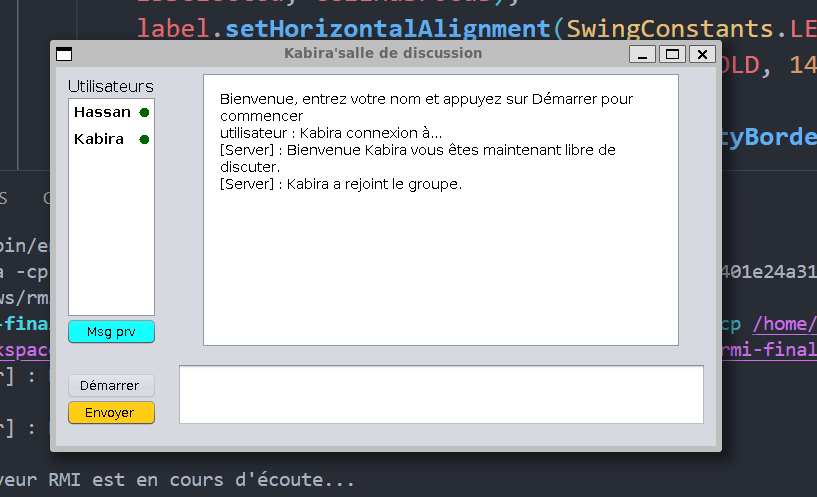 label.setHorizontalAlignment(SwingConstants.LE
Kabira'salle de discussion
OLD, 14
Utilisateurs
Hassan
Kabira
Bienvenue, entrez votre nom et appuyez sur Démarrer pour
commencer
utilisateur : Kabira connexion à...
[Server] : Bienvenue Kabira vous êtes maintenant libre de
discuter.
[Server] : Kabira a rejoint le groupe.
tyBorde
S
bin/e
a -cp
401e24a31
ws/rm
-fina
cp /home/
kspac
rmi-final
Msg prv
Démarrer
Envoyer
r] :
r] :
veur RMI est en cours d'écoute...